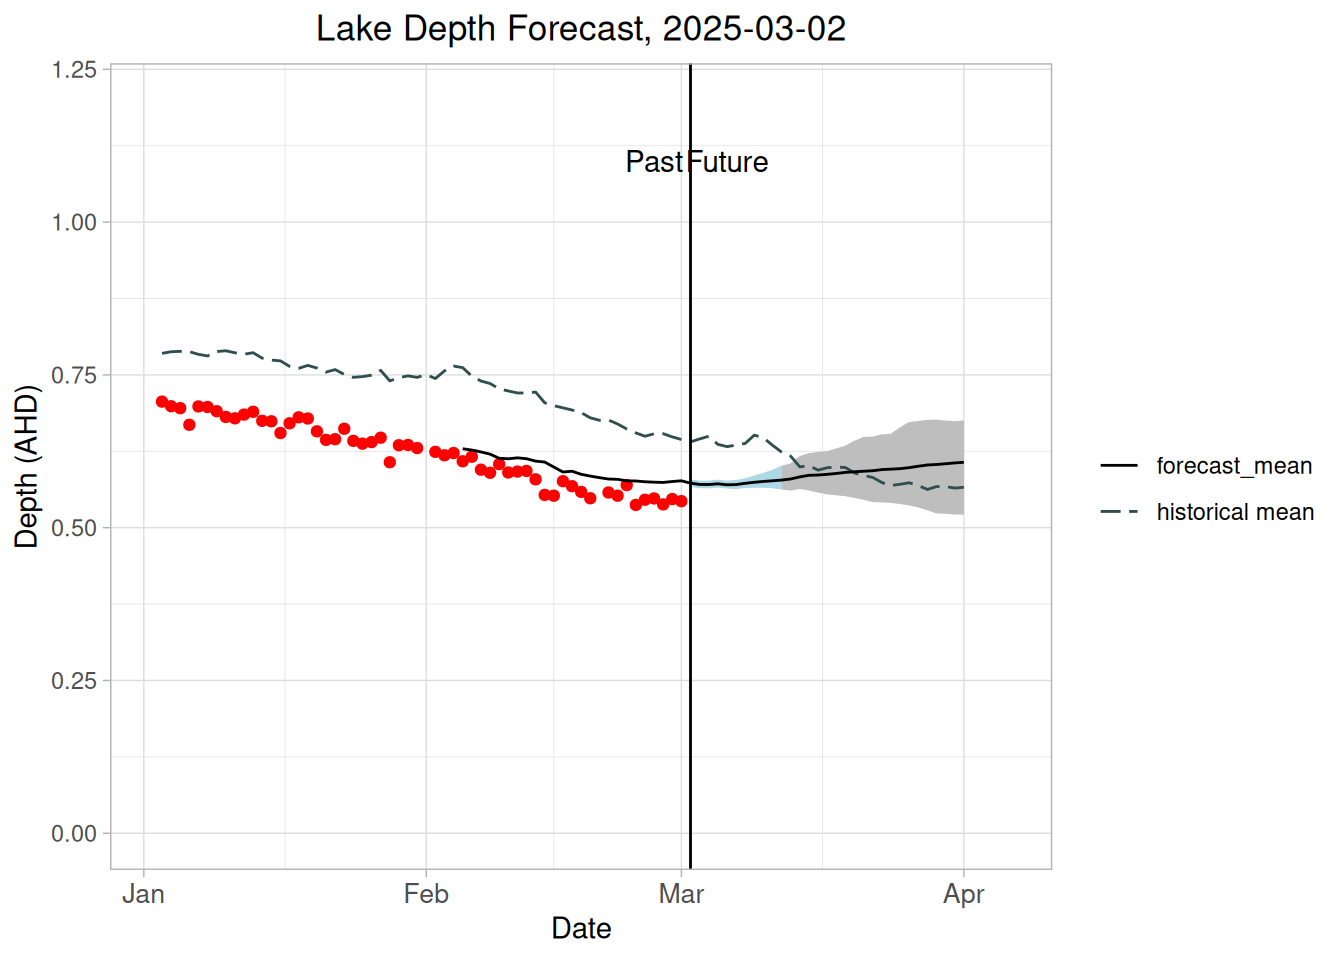 Lake Depth Forecast, 2025-03-02
1.25
1.00
0.75
0.50
0.25
0.00
Depth (AHD)
Past Future
Jan Feb Mar Apr
Date
forecast_mean
historical mean